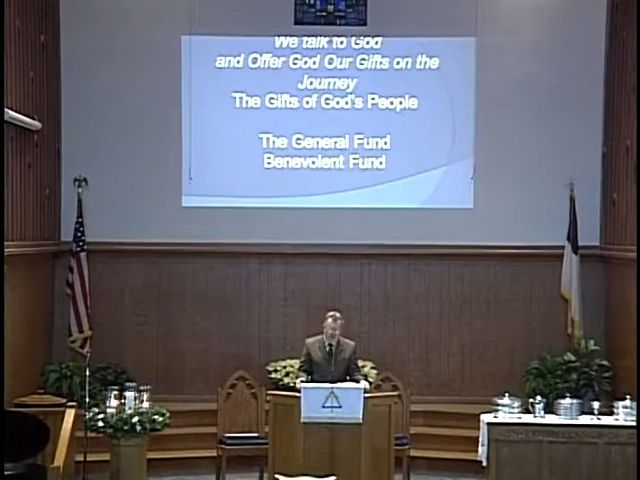 We talk to God
and Offer God Our Gifts on the
Journey
The Gifts of God's People
The General Fund
Benevolent Fund